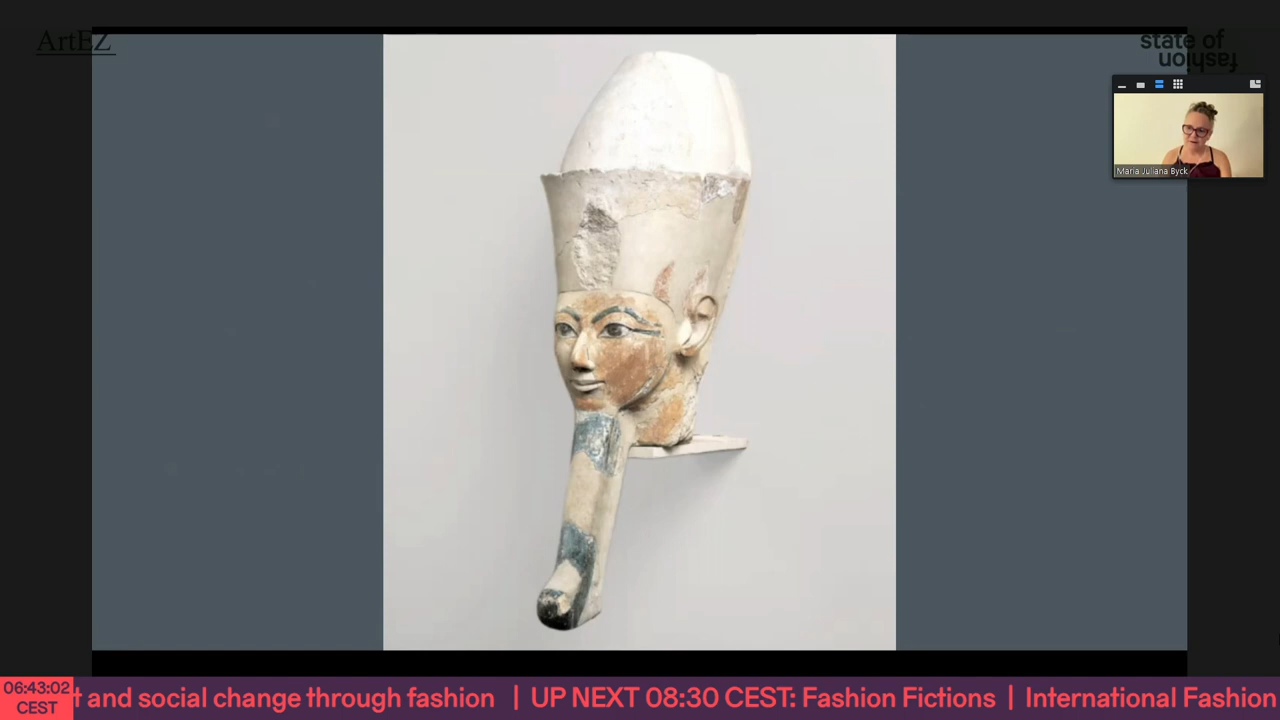 ArtEZ
state of
fashion
Maria Juliana Byck
06:43:02
CEST
t and social change through fashion | UP NEXT 08:30 CEST: Fashion Fictions | International Fashion